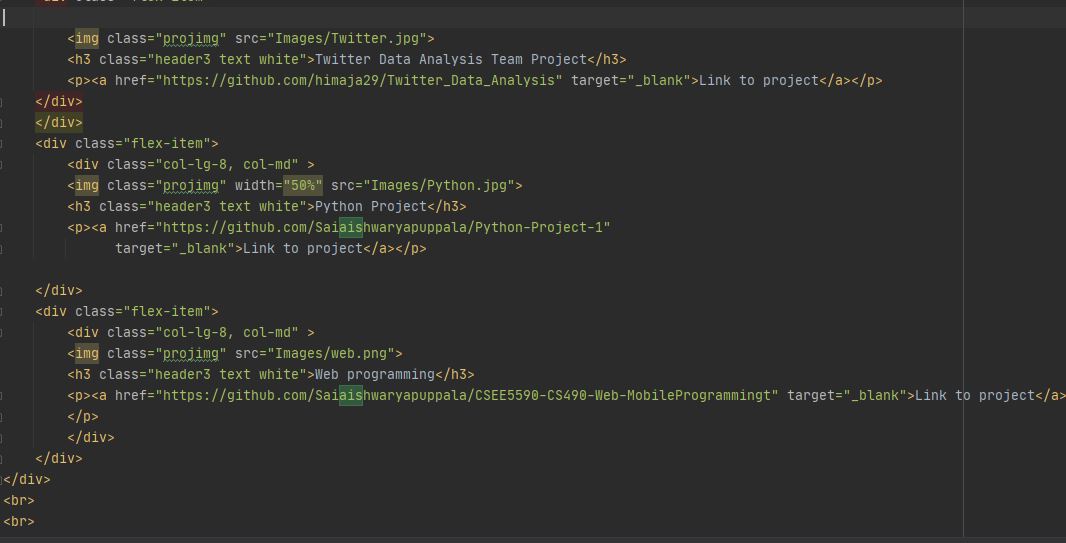 <img class="projimg" src="Images/Twitter.jpg">
<h3 class="header3 text white">Twitter Data Analysis Team Project</h3>
<p><a href="https://github.com/himaja29/Twitter_Data_Analysis" target="_blank">Link to project</a></p>
</div>
</div>
<div class="flex-item">
<div class="col-lg-8, col-md" >
<img class="projimg" width="50%" src="Images/Python.jpg">
<h3 class="header3 text white">Python Project</h3>
<p><a href="https://github.com/Saiaishwaryapuppala/Python-Project-1"
target="_blank">Link to project</a></p>
</div>
<div class="flex-item">
<div class="col-lg-8, col-md" >
<img class="projimg" src="Images/web.png">
<h3 class="header3 text white">Web programming</h3>
<p><a href="https://github.com/Saiaishwaryapuppala/CSEE5590-CS490-Web-MobileProgrammingt" target="_blank">Link to project</a>
</p>
</div>
</div>
</div>
<br>
<br>